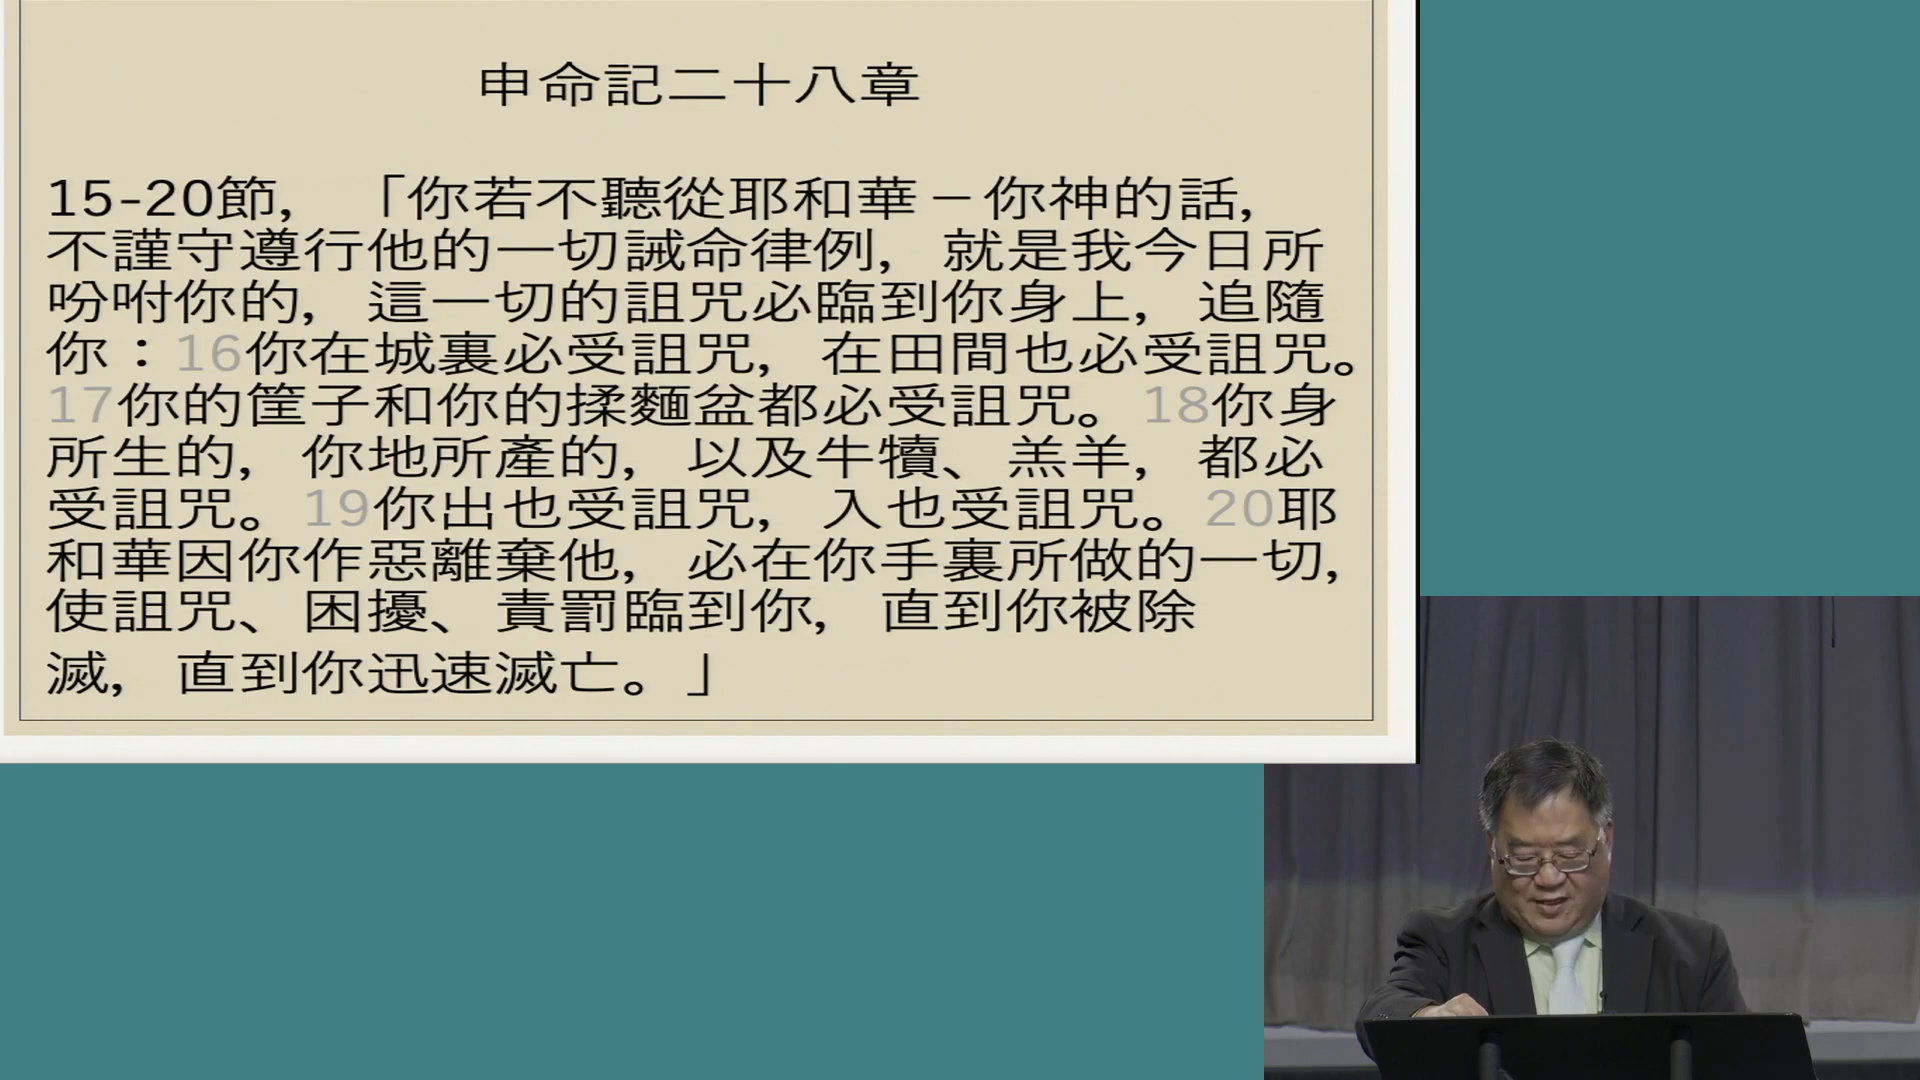 申命記二十八章
15-20節，「你若不聽從耶和華－你神的話，
不謹守遵行他的一切誡命律例，就是我今日所
吩咐你的，這一切的詛咒必臨到你身上，追隨
你：16你在城裏必受詛咒，在田間也必受詛咒。
17你的筐子和你的揉麵盆都必受詛咒。18你身
所生的，你地所產的，以及牛犢、羔羊，都必
受詛咒。19你出也受詛咒，入也受詛咒。20耶
和華因你作惡離棄他，必在你手裏所做的一切，
使詛咒、困擾、責罰臨到你，直到你被除
滅，直到你迅速滅亡。」